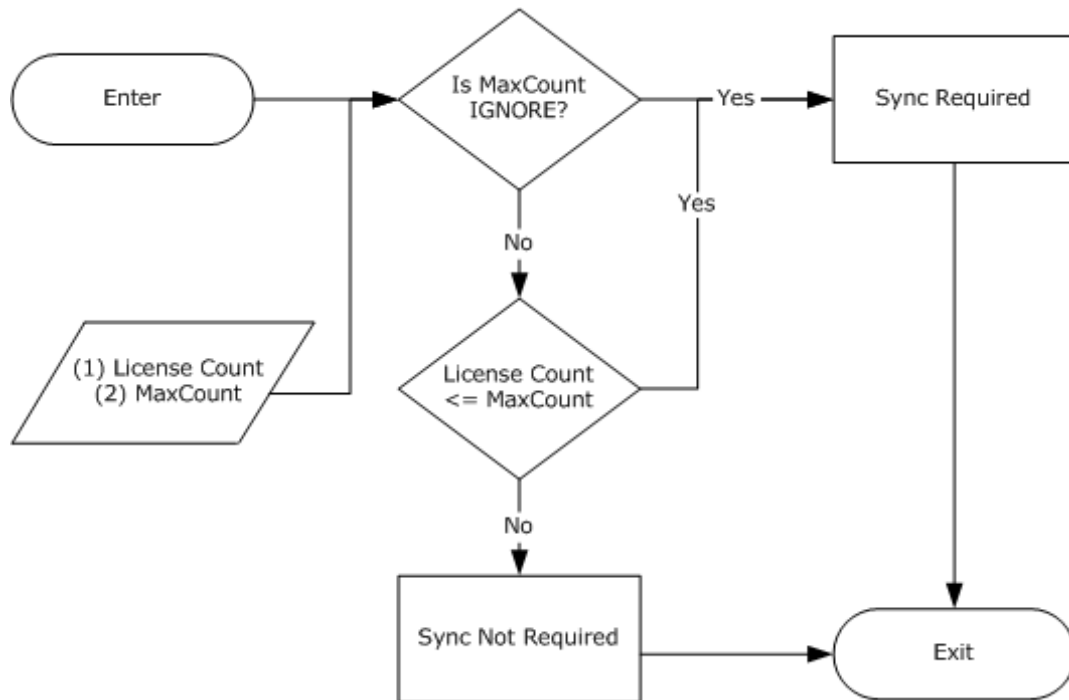 Enter
Is MaxCount
IGNORE?
Yes
Sync Required
Yes
No
(1) License Count
(2) MaxCount
License Count
<= MaxCount
No
Sync Not Required
Exit